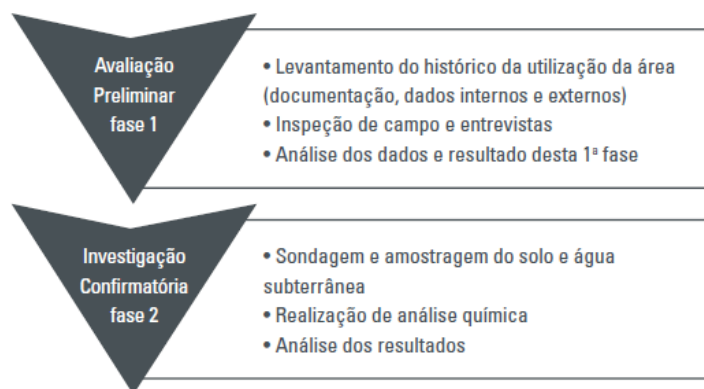 Avaliação
Preliminar
fase 1
• Levantamento do histórico da utilização da área
(documentação, dados internos e externos)
• Inspeção de campo e entrevistas
• Análise dos dados e resultado desta 1ª fase
Investigação
Confirmatória
fase 2
• Sondagem e amostragem do solo e água
subterrânea
• Realização de análise química
• Análise dos resultados